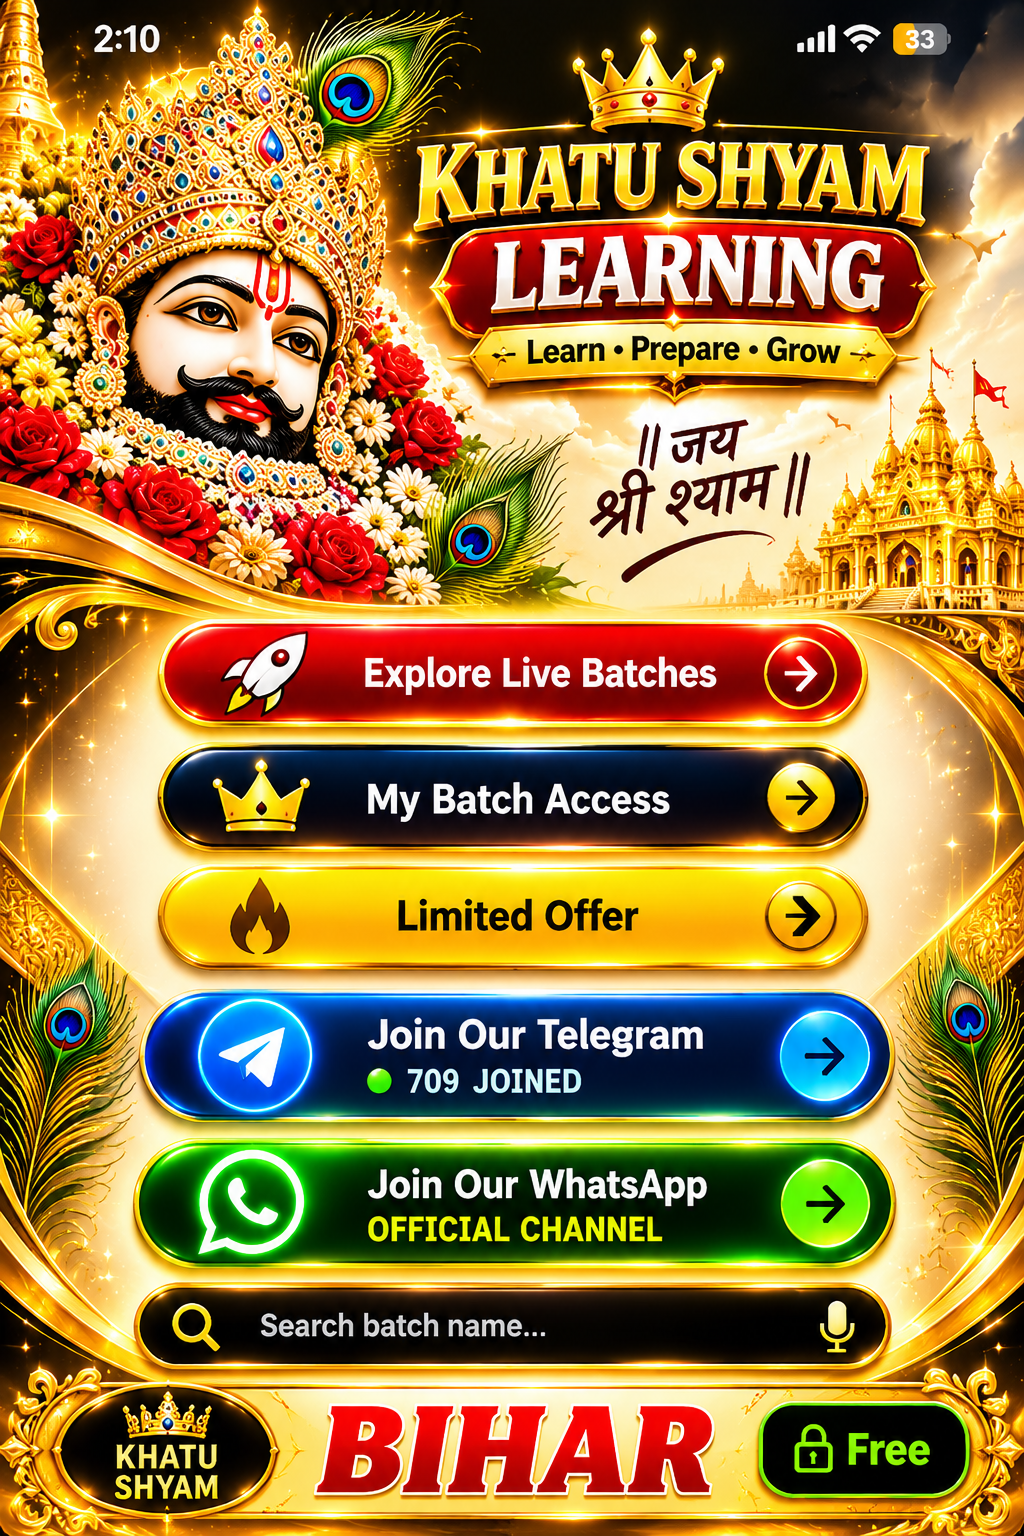 2:10
33
KHATU SHYAM
LEARNING
Learn • Prepare • Grow
॥ जय
श्री श्याम ॥
Explore Live Batches
My Batch Access
Limited Offer
Join Our Telegram
709 JOINED
Join Our WhatsApp
OFFICIAL CHANNEL
Search batch name...
KHATU
SHYAM
BIHAR
Free